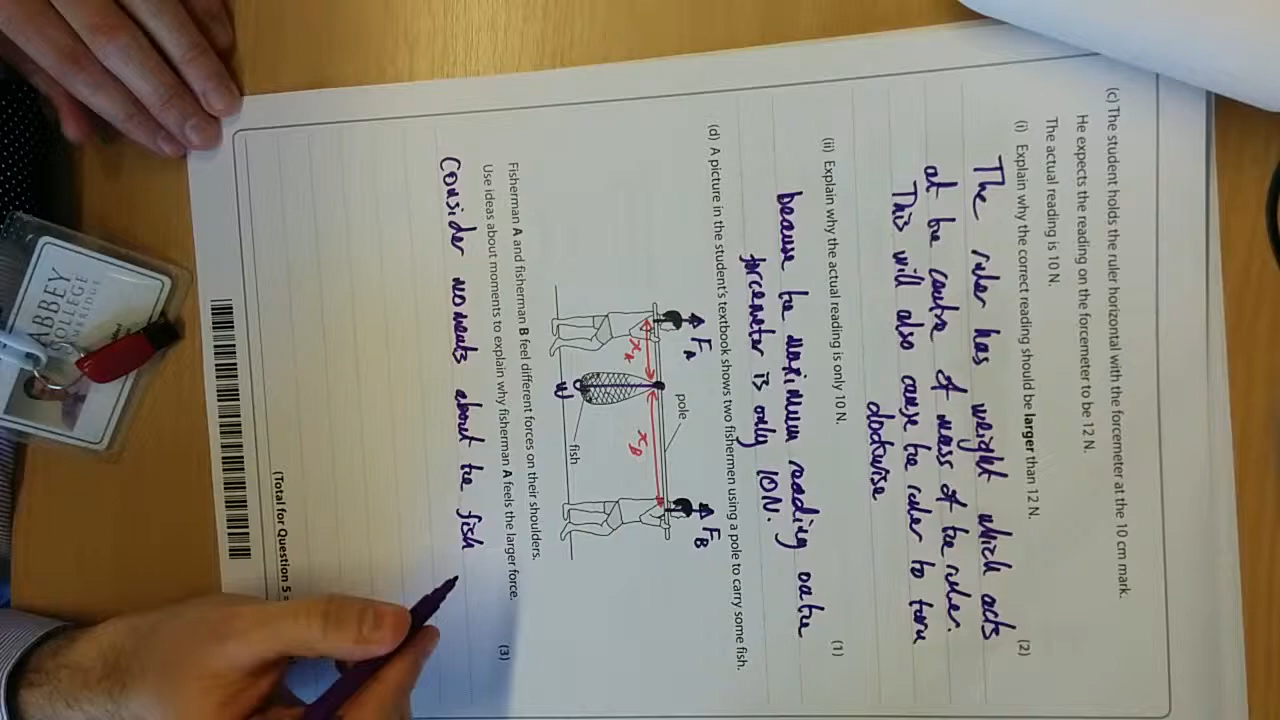 (c) The student holds the ruler horizontal with the forcemeter at the 10 cm mark.
He expects the reading on the forcemeter to be 12 N.
The actual reading is 10 N.
(i) Explain why the correct reading should be larger than 12 N.
(2)
The ruler has weight which acts
at the centre of mass of the ruler.
This will also cause the ruler to turn
clockwise
(ii) Explain why the actual reading is only 10 N.
(1)
because the maximum reading on the
forcemeter is only 10N.
(d) A picture in the student's textbook shows two fishermen using a pole to carry some fish.
FA
FB
pole
xA
xB
W
fish
Fisherman A and fisherman B feel different forces on their shoulders.
Use ideas about moments to explain why fisherman A feels the larger force.
(3)
Consider moments about the fish
(Total for Question 5 =
ABBEY
COLLEGE